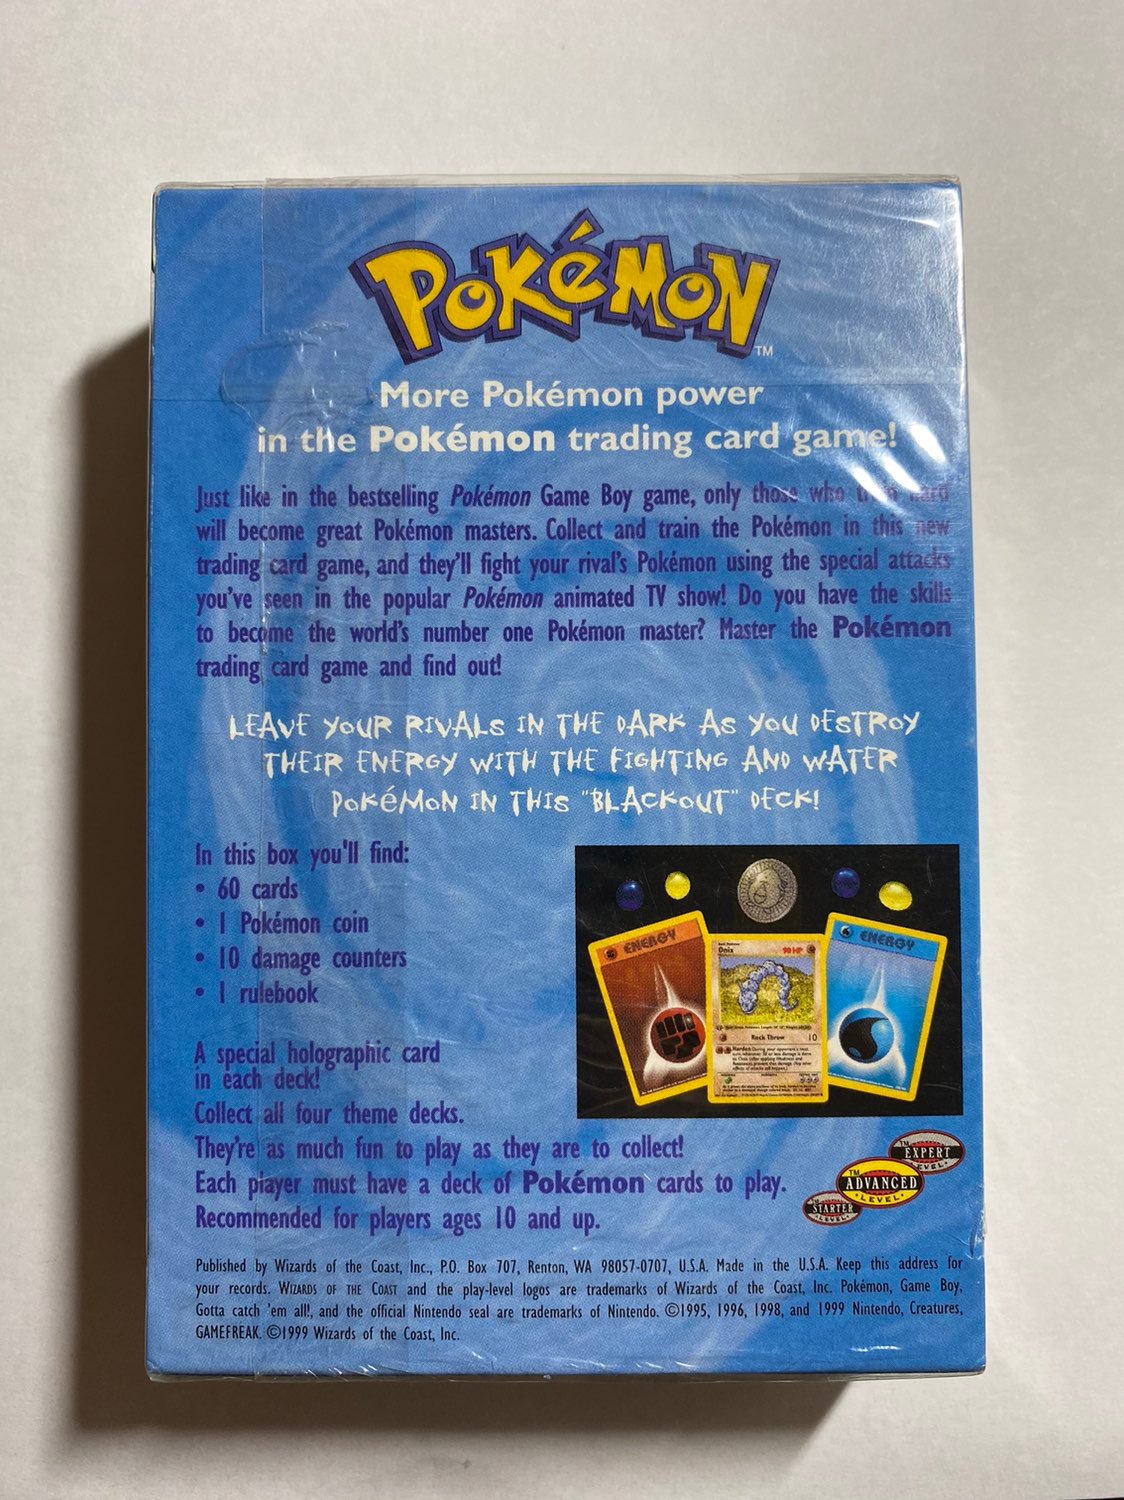 POKéMON
TM
More Pokémon power
in the Pokémon trading card game!
Just like in the bestselling Pokémon Game Boy game, only those who train hard
will become great Pokémon masters. Collect and train the Pokémon in this new
trading card game, and they'll fight your rival's Pokémon using the special attacks
you've seen in the popular Pokémon animated TV show! Do you have the skills
to become the world's number one Pokémon master? Master the Pokémon
trading card game and find out!
LEAVE YOUR RIVALS IN THE DARK AS YOU DESTROY
THEIR ENERGY WITH THE FIGHTING AND WATER
POKéMON IN THIS "BLACKOUT" DECK!
In this box you'll find:
• 60 cards
• 1 Pokémon coin
• 10 damage counters
• 1 rulebook
A special holographic card
in each deck!
Collect all four theme decks.
They're as much fun to play as they are to collect!
Each player must have a deck of Pokémon cards to play.
Recommended for players ages 10 and up.
ENERGY
Onix
90 HP
Rock Throw 10
Harden
ENERGY
TM
EXPERT
LEVEL
TM
ADVANCED
• LEVEL •
TM
STARTER
• LEVEL •
Published by Wizards of the Coast, Inc., P.O. Box 707, Renton, WA 98057-0707, U.S.A. Made in the U.S.A. Keep this address for
your records. WIZARDS OF THE COAST and the play-level logos are trademarks of Wizards of the Coast, Inc. Pokémon, Game Boy,
Gotta catch 'em all!, and the official Nintendo seal are trademarks of Nintendo. ©1995, 1996, 1998, and 1999 Nintendo, Creatures,
GAMEFREAK. ©1999 Wizards of the Coast, Inc.